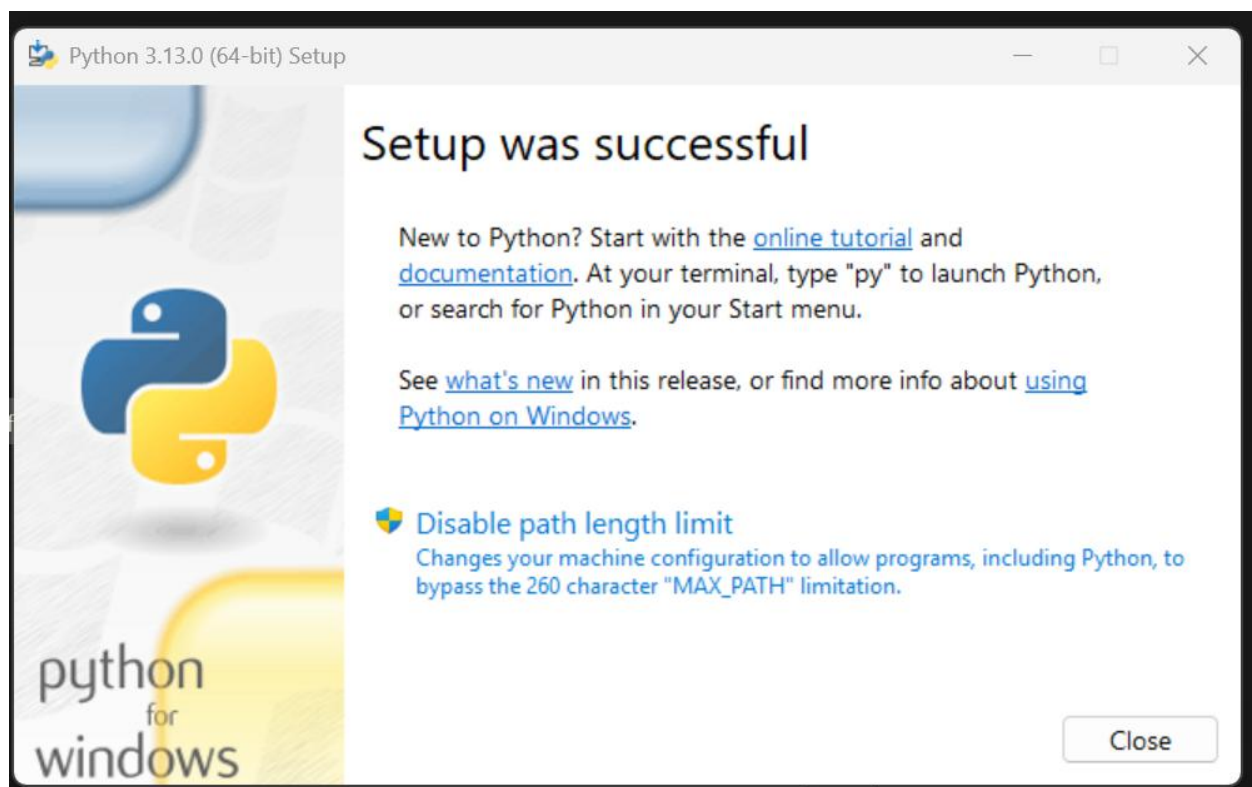 Python 3.13.0 (64-bit) Setup
Setup was successful
New to Python? Start with the online tutorial and
documentation. At your terminal, type "py" to launch Python,
or search for Python in your Start menu.
See what's new in this release, or find more info about using
Python on Windows.
Disable path length limit
Changes your machine configuration to allow programs, including Python, to
bypass the 260 character "MAX_PATH" limitation.
python
for
windows
Close